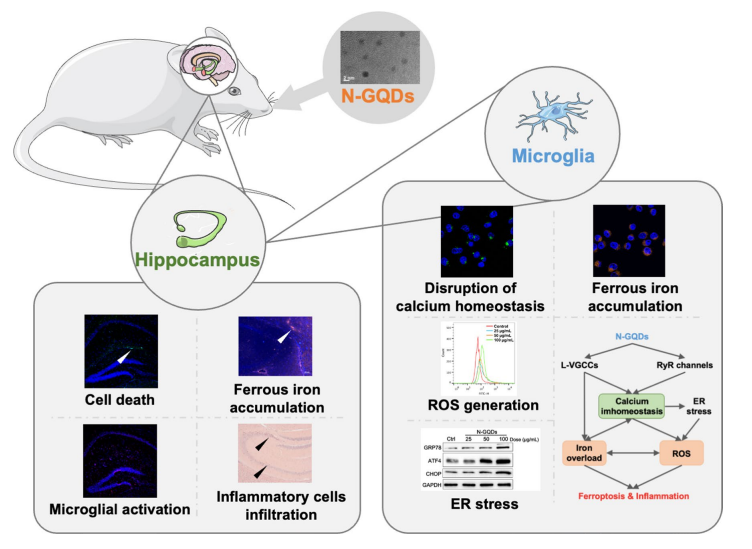 N-GQDs
Microglia
Hippocampus
Cell death
Ferrous iron
accumulation
Microglial activation
Inflammatory cells
infiltration
Disruption of
calcium homeostasis
Ferrous iron
accumulation
Control
25 μg/mL
50 μg/mL
100 μg/mL
ROS generation
N-GQDs
Ctrl 25 50 100 Dose (μg/mL)
GRP78
ATF4
CHOP
GAPDH
ER stress
N-GQDs
L-VGCCs
RyR channels
Calcium
imhomeostasis
ER
stress
Iron
overload
ROS
Ferroptosis & Inflammation